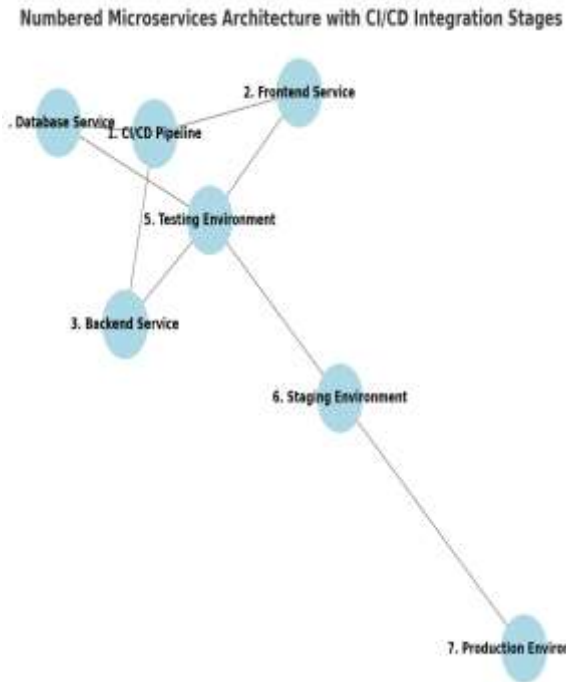 Numbered Microservices Architecture with CI/CD Integration Stages
2. Frontend Service
. Database Service
1. CI/CD Pipeline
5. Testing Environment
3. Backend Service
6. Staging Environment
7. Production Environ